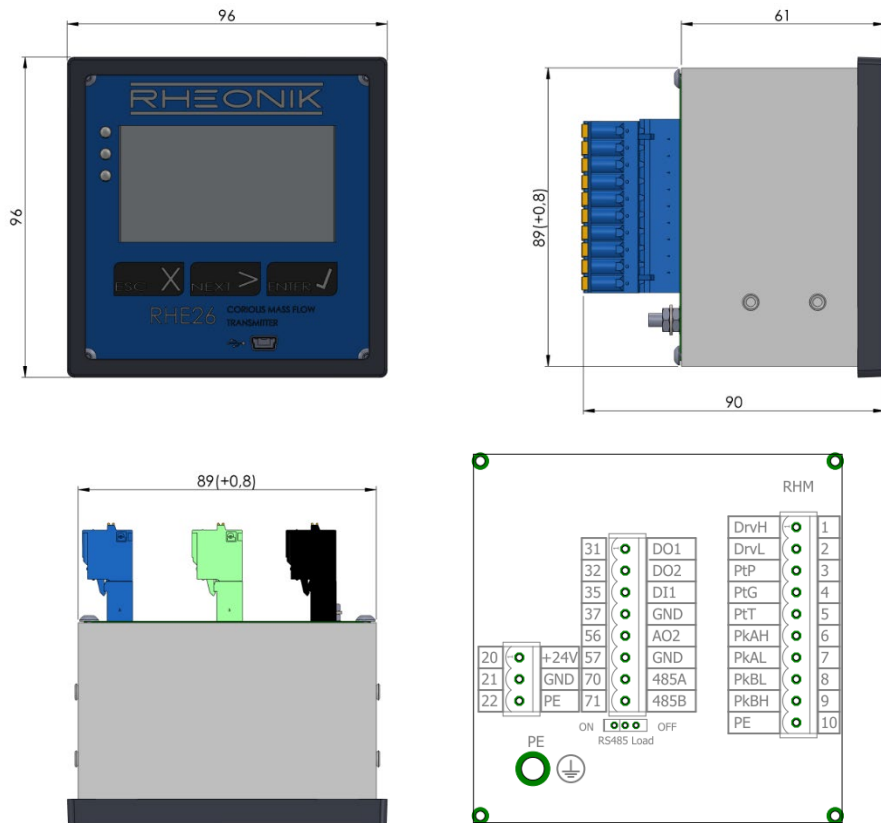 96
61
RHEONIK
96
89(+0,8)
ESC X
NEXT >
ENTER √
RHE26
CORIOUS MASS FLOW
TRANSMITTER
90
89(+0,8)
RHM
DrvH 1
DrvL 2
PtP 3
PtG 4
PtT 5
PkAH 6
PkAL 7
PkBL 8
PkBH 9
PE 10
31 DO1
32 DO2
35 DI1
37 GND
56 AO2
57 GND
70 485A
71 485B
20 +24V
21 GND
22 PE
ON OFF
RS485 Load
PE